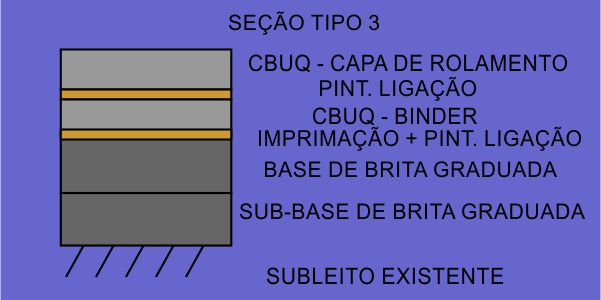 SEÇÃO TIPO 3
CBUQ - CAPA DE ROLAMENTO
PINT. LIGAÇÃO
CBUQ - BINDER
IMPRIMAÇÃO + PINT. LIGAÇÃO
BASE DE BRITA GRADUADA
SUB-BASE DE BRITA GRADUADA
SUBLEITO EXISTENTE